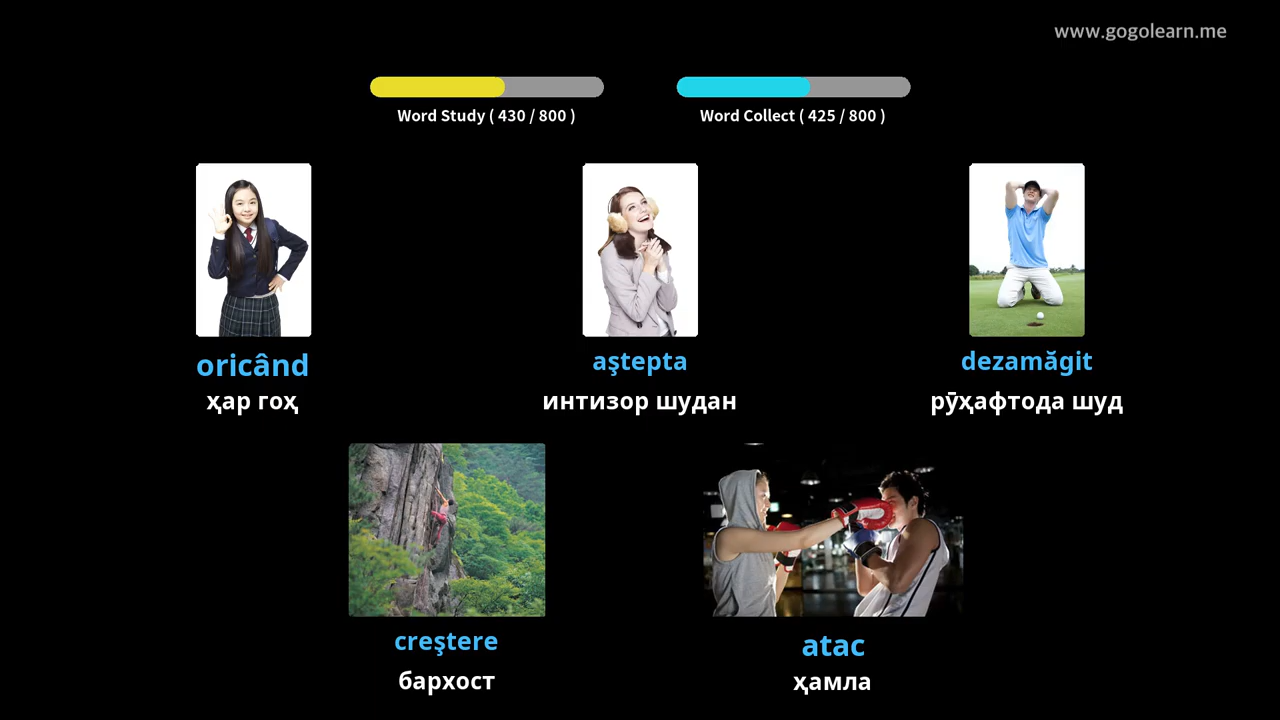 www.gogolearn.me
Word Study ( 430 / 800 )
Word Collect ( 425 / 800 )
oricând
aştepta
dezamăgit
ҳар гоҳ
интизор шудан
рӯҳафтода шуд
creştere
atac
бархост
ҳамла